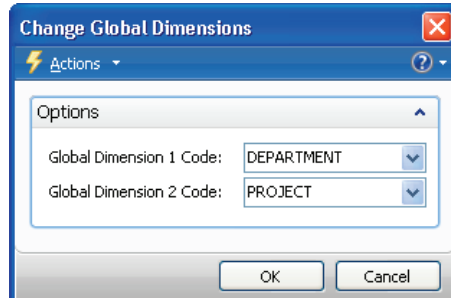 Change Global Dimensions
Actions
Options
Global Dimension 1 Code: DEPARTMENT
Global Dimension 2 Code: PROJECT
OK Cancel